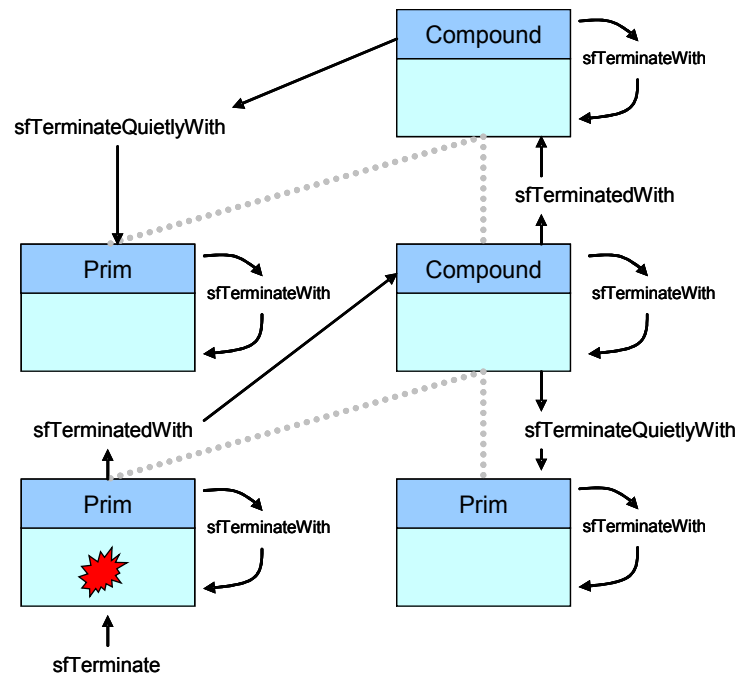 Compound
sfTerminateWith
sfTerminateQuietlyWith
sfTerminatedWith
Prim
sfTerminateWith
Compound
sfTerminateWith
sfTerminatedWith
sfTerminateQuietlyWith
Prim
sfTerminateWith
Prim
sfTerminateWith
sfTerminate